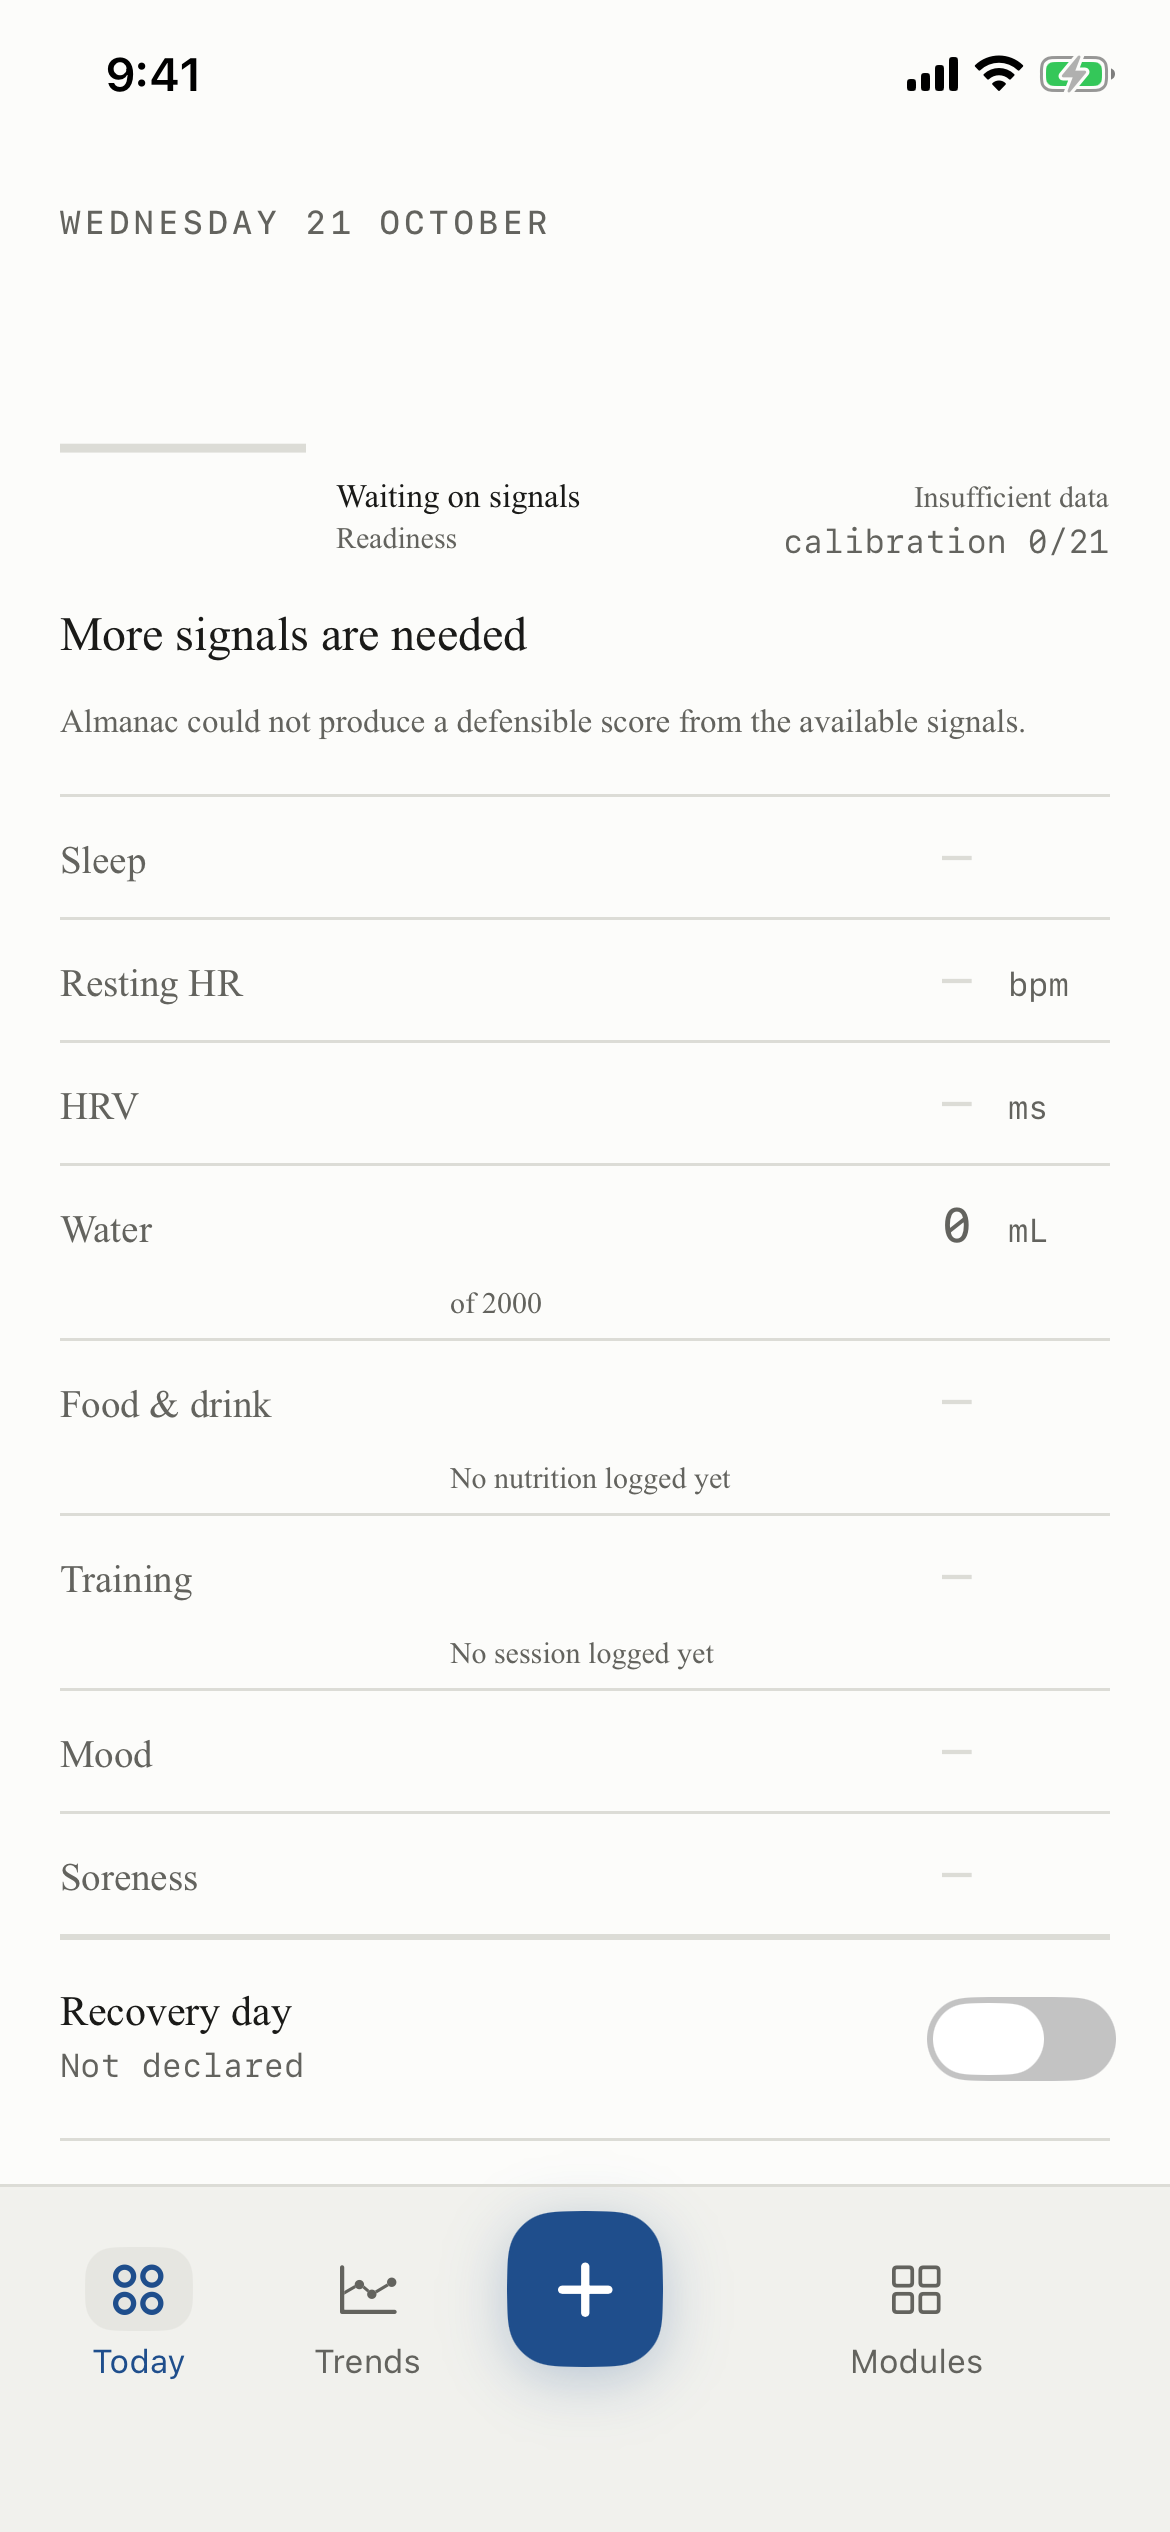 9:41
WEDNESDAY 21 OCTOBER
Waiting on signals
Readiness
Insufficient data
calibration 0/21
More signals are needed
Almanac could not produce a defensible score from the available signals.
Sleep —
Resting HR — bpm
HRV — ms
Water 0 mL
of 2000
Food & drink —
No nutrition logged yet
Training —
No session logged yet
Mood —
Soreness —
Recovery day
Not declared
Today
Trends
Modules